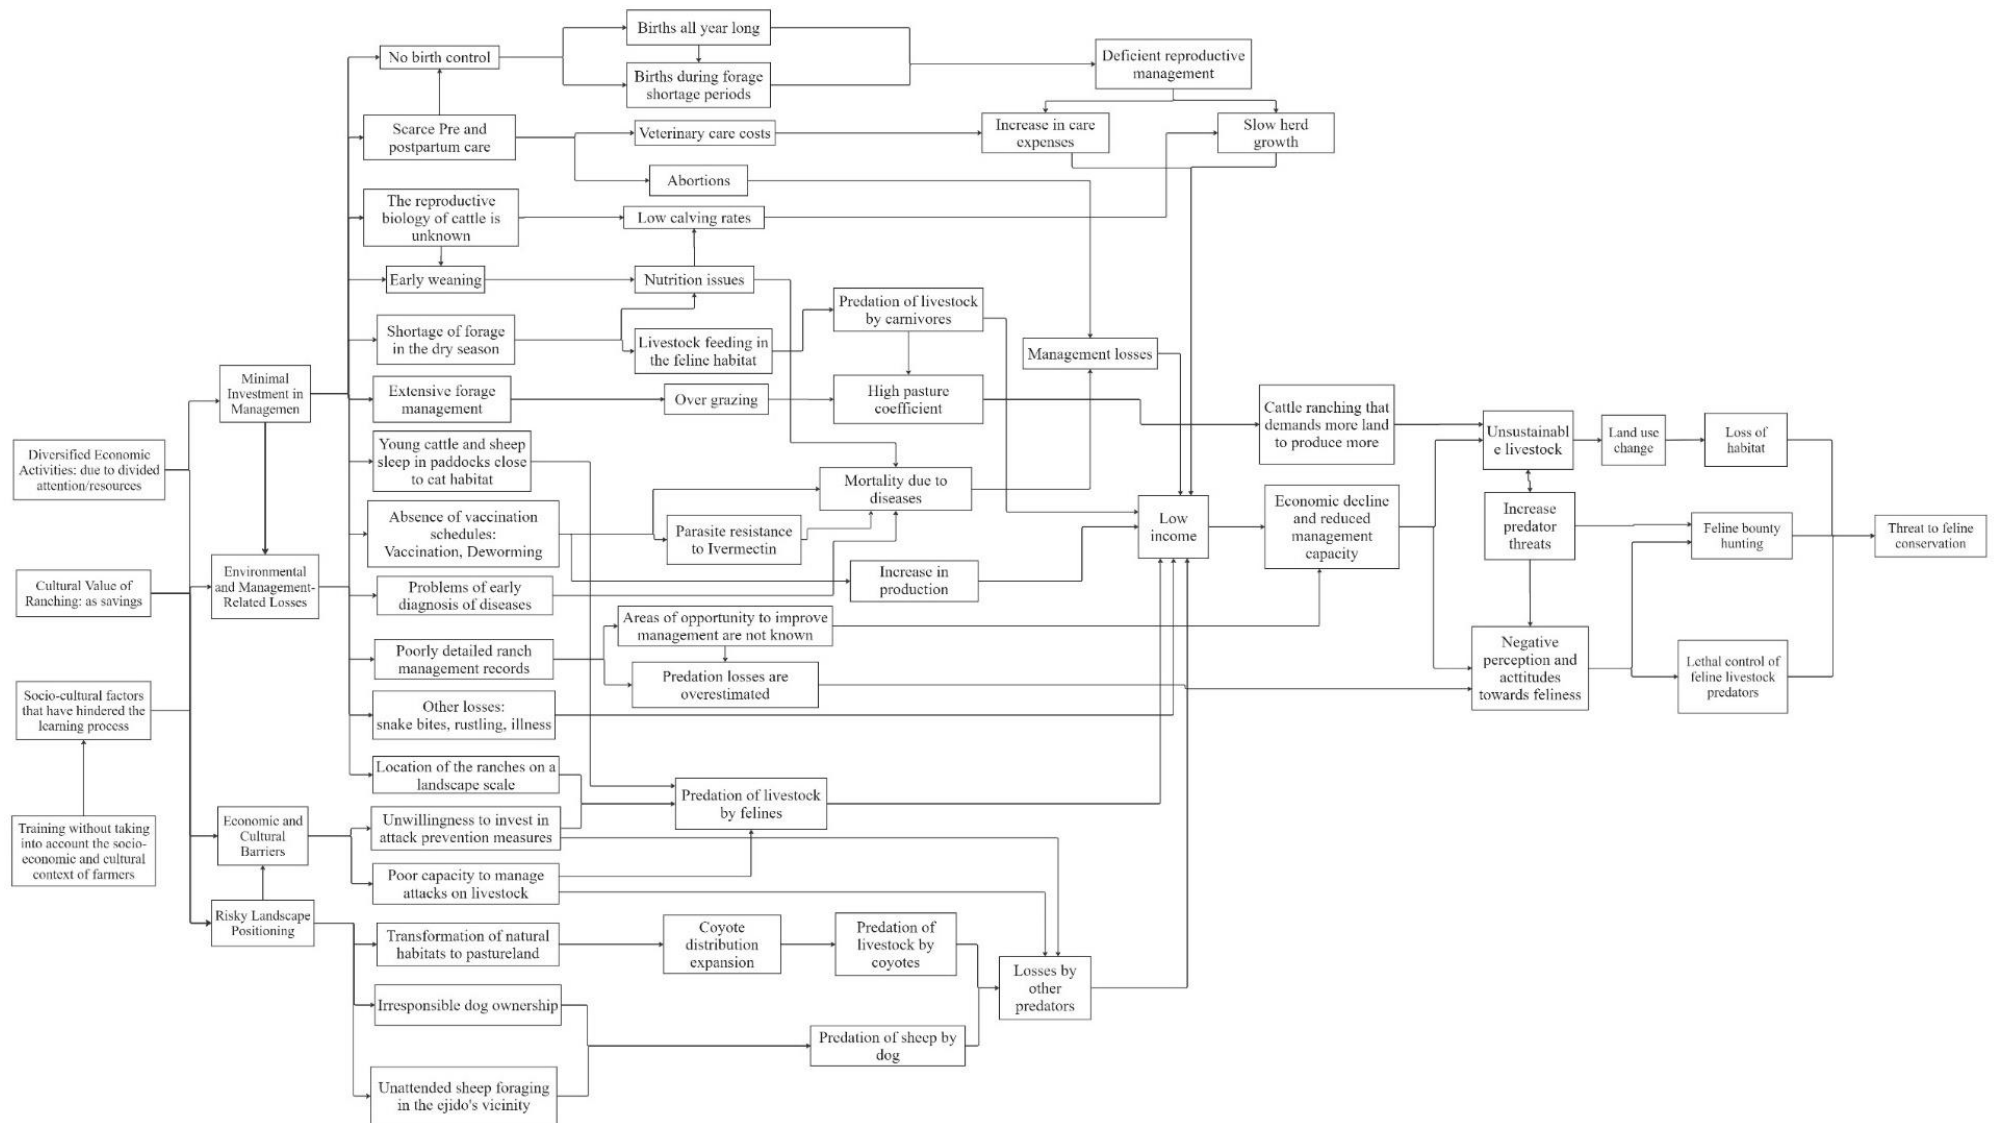 Births all year long
No birth control
Births during forage
shortage periods
Deficient reproductive
management
Scarce Pre and
postpartum care
Veterinary care costs
Increase in care
expenses
Slow herd
growth
Abortions
The reproductive
biology of cattle is
unknown
Low calving rates
Early weaning
Nutrition issues
Predation of livestock
by carnivores
Shortage of forage
in the dry season
Livestock feeding in
the feline habitat
Management losses
Minimal
Investment in
Managemen
Extensive forage
management
Over grazing
High pasture
coefficient
Cattle ranching that
demands more land
to produce more
Unsustainabl
e livestock
Land use
change
Loss of
habitat
Diversified Economic
Activities: due to divided
attention/resources
Young cattle and sheep
sleep in paddocks close
to cat habitat
Mortality due to
diseases
Absence of vaccination
schedules:
Vaccination, Deworming
Parasite resistance
to Ivermectin
Low
income
Economic decline
and reduced
management
capacity
Increase
predator
threats
Feline bounty
hunting
Threat to feline
conservation
Cultural Value of
Ranching: as savings
Environmental
and Management-
Related Losses
Problems of early
diagnosis of diseases
Increase in
production
Areas of opportunity to improve
management are not known
Poorly detailed ranch
management records
Predation losses are
overestimated
Negative
perception and
acttitudes
towards feliness
Lethal control of
feline livestock
predators
Socio-cultural factors
that have hindered the
learning process
Other losses:
snake bites, rustling, illness
Location of the ranches on a
landscape scale
Predation of livestock
by felines
Training without taking
into account the socio-
economic and cultural
context of farmers
Economic and
Cultural
Barriers
Unwillingness to invest in
attack prevention measures
Poor capacity to manage
attacks on livestock
Risky Landscape
Positioning
Transformation of natural
habitats to pastureland
Coyote
distribution
expansion
Predation of
livestock by
coyotes
Losses by
other
predators
Irresponsible dog ownership
Predation of sheep by
dog
Unattended sheep foraging
in the ejido's vicinity